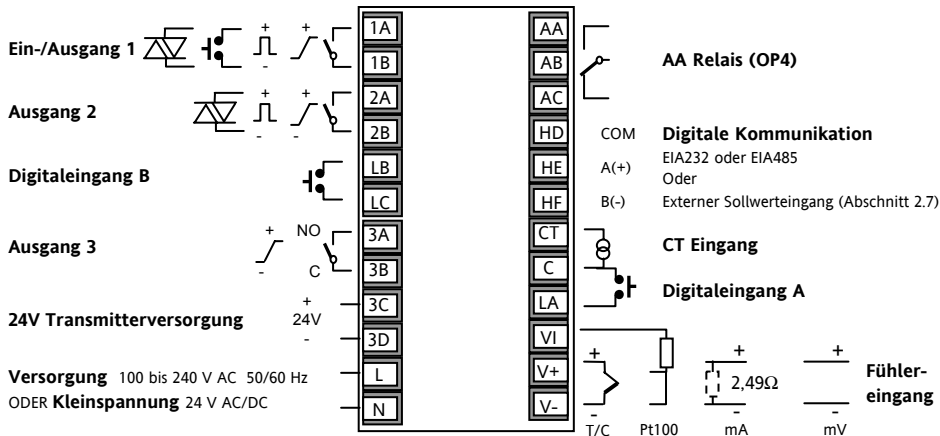 Ein-/Ausgang 1
+
-
+
-
1A
1B
Ausgang 2
+
-
+
-
2A
2B
Digitaleingang B
LB
LC
Ausgang 3
+
-
NO
C
3A
3B
24V Transmitterversorgung
+
24V
-
3C
3D
Versorgung 100 bis 240 V AC 50/60 Hz
ODER Kleinspannung 24 V AC/DC
L
N
AA
AB
AC
AA Relais (OP4)
HD
HE
HF
COM
A(+)
B(-)
Digitale Kommunikation
EIA232 oder EIA485
Oder
Externer Sollwerteingang (Abschnitt 2.7)
CT
C
LA
CT Eingang
Digitaleingang A
VI
V+
V-
+
-
T/C
Pt100
+
2,49Ω
-
mA
+
-
mV
Fühler-
eingang